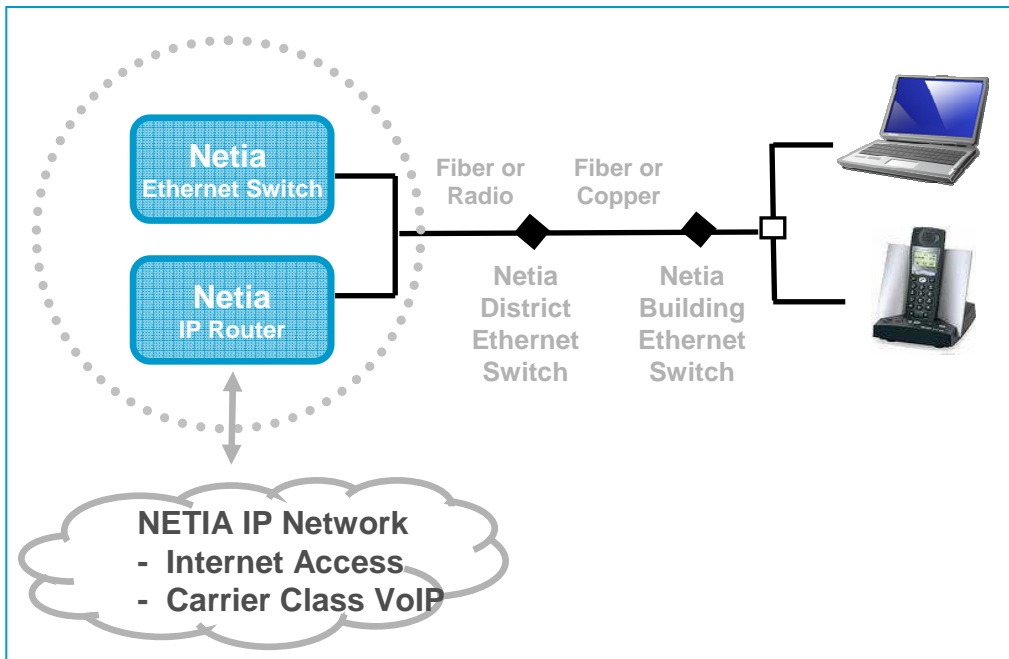 Netia
Ethernet Switch
Netia
IP Router
Fiber or
Radio
Fiber or
Copper
Netia
District
Ethernet
Switch
Netia
Building
Ethernet
Switch
NETIA IP Network
- Internet Access
- Carrier Class VoIP